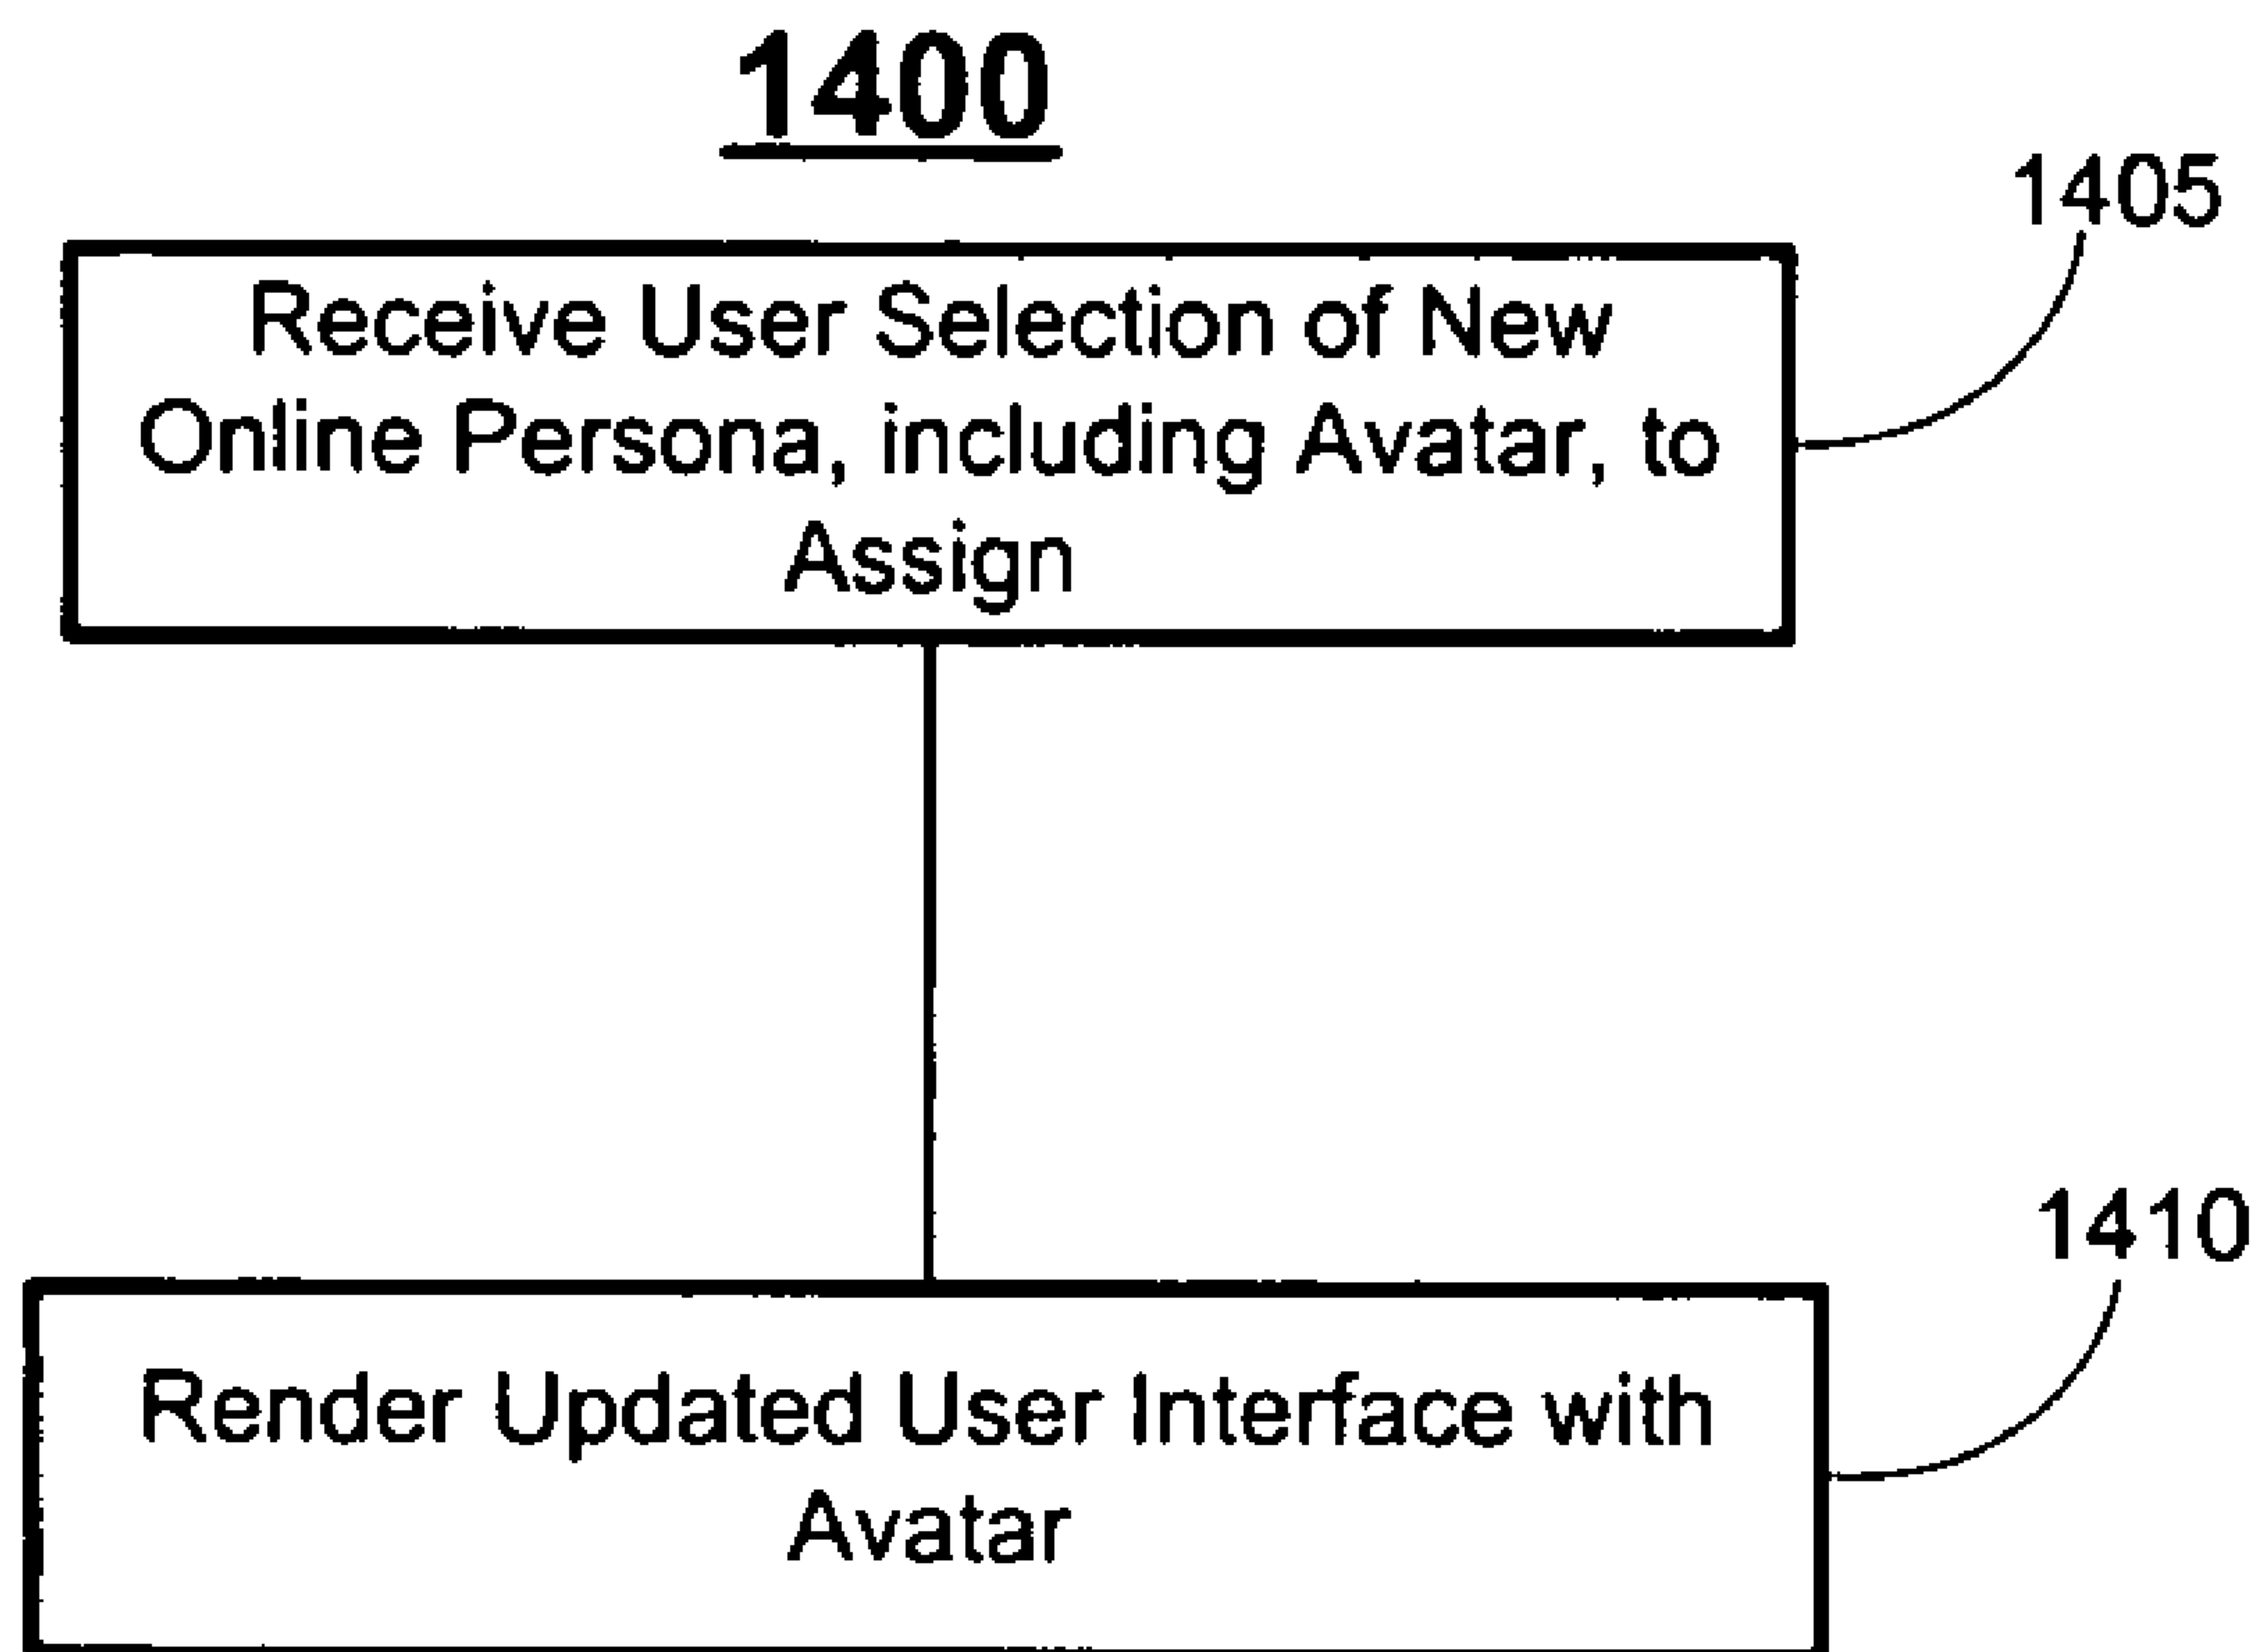 1400
1405
Receive User Selection of New
Online Persona, including Avatar, to
Assign
1410
Render Updated User Interface with
Avatar